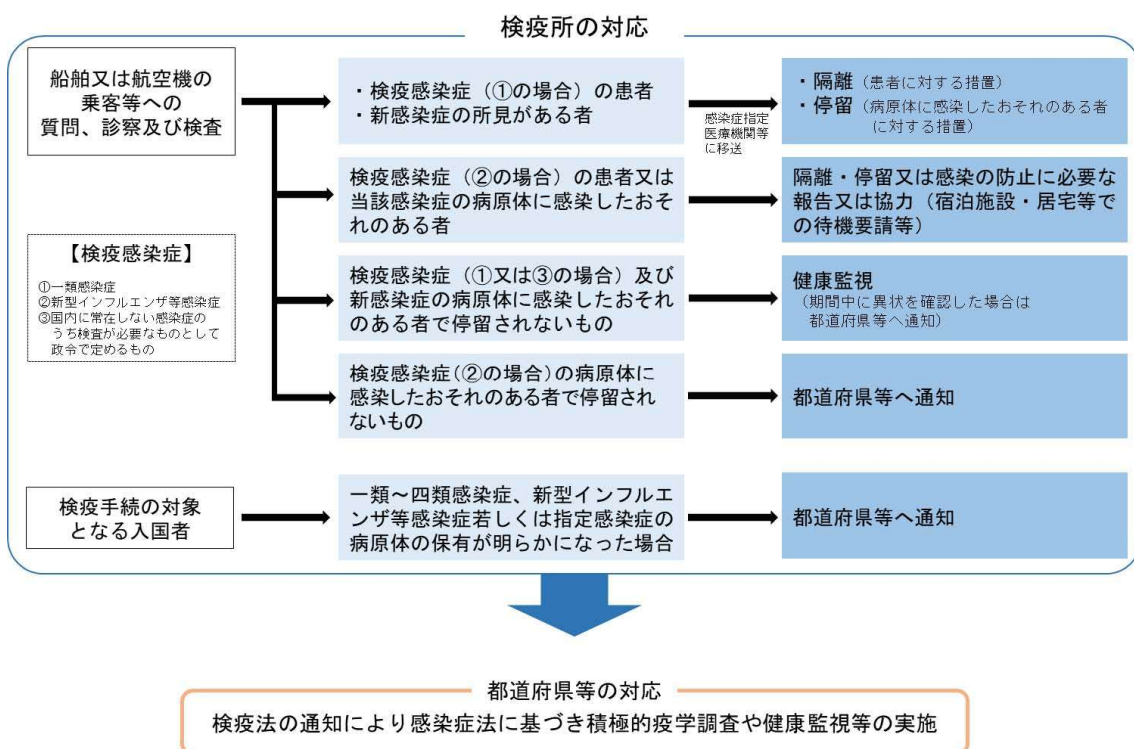 検疫所の対応
船舶又は航空機の
乗客等への
質問、診察及び検査
・検疫感染症（①の場合）の患者
・新感染症の所見がある者
感染症指定
医療機関等
に移送
・隔離（患者に対する措置）
・停留（病原体に感染したおそれのある者
に対する措置）
検疫感染症（②の場合）の患者又は
当該感染症の病原体に感染したおそ
れのある者
隔離・停留又は感染の防止に必要な
報告又は協力（宿泊施設・居宅等で
の待機要請等）
【検疫感染症】
①一類感染症
②新型インフルエンザ等感染症
③国内に常在しない感染症の
うち検査が必要なものとして
政令で定めるもの
検疫感染症（①又は③の場合）及び
新感染症の病原体に感染したおそれ
のある者で停留されないもの
健康監視
（期間中に異状を確認した場合は
都道府県等へ通知）
検疫感染症（②の場合）の病原体に
感染したおそれのある者で停留され
ないもの
都道府県等へ通知
検疫手続の対象
となる入国者
一類～四類感染症、新型インフルエ
ンザ等感染症若しくは指定感染症の
病原体の保有が明らかになった場合
都道府県等へ通知
都道府県等の対応
検疫法の通知により感染症法に基づき積極的疫学調査や健康監視等の実施